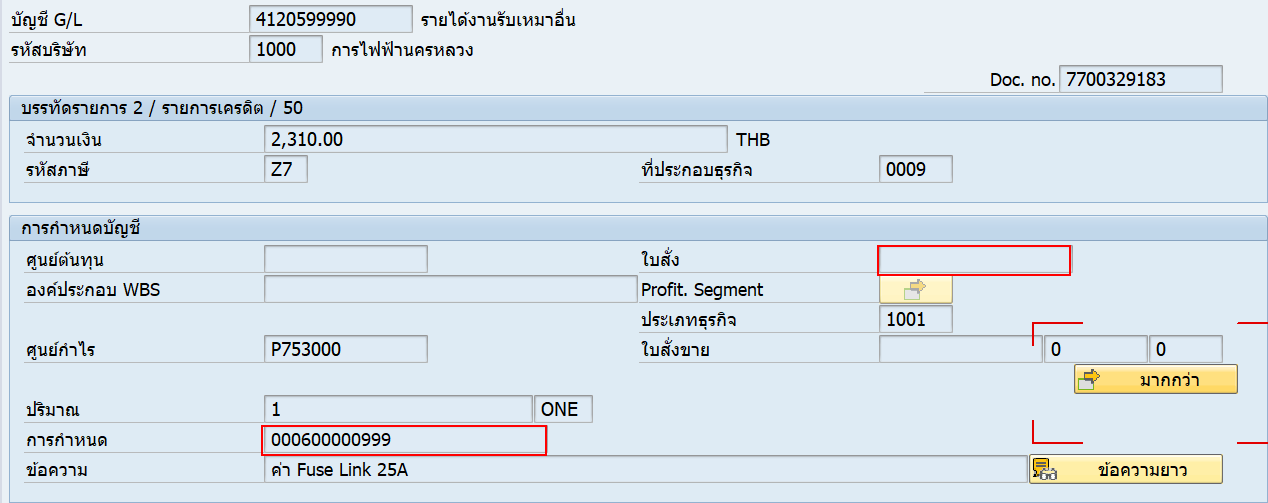 บัญชี G/L 4120599990 รายได้งานรับเหมาอื่น
รหัสบริษัท 1000 การไฟฟ้านครหลวง
Doc. no. 7700329183
บรรทัดรายการ 2 / รายการเครดิต / 50
จำนวนเงิน 2,310.00 THB
รหัสภาษี Z7 ที่ประกอบธุรกิจ 0009
การกำหนดบัญชี
ศูนย์ต้นทุน ใบสั่ง
องค์ประกอบ WBS Profit. Segment
ประเภทธุรกิจ 1001
ศูนย์กำไร P753000 ใบสั่งขาย 0 0
มากกว่า
ปริมาณ 1 ONE
การกำหนด 000600000999
ข้อความ ค่า Fuse Link 25A ข้อความยาว